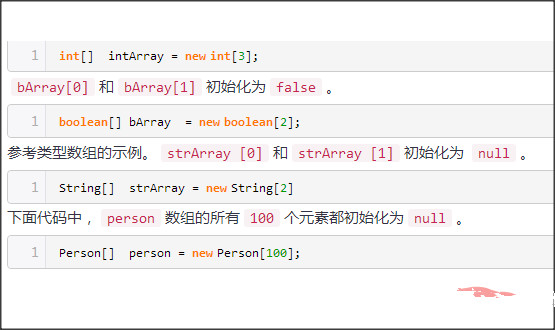 1 int[]  intArray = new int[3];
bArray[0] 和 bArray[1] 初始化为 false 。
1 boolean[] bArray  = new boolean[2];
参考类型数组的示例。 strArray [0] 和 strArray [1] 初始化为 null 。
1 String[]  strArray = new String[2]
下面代码中， person 数组的所有 100 个元素都初始化为 null 。
1 Person[]  person = new Person[100];